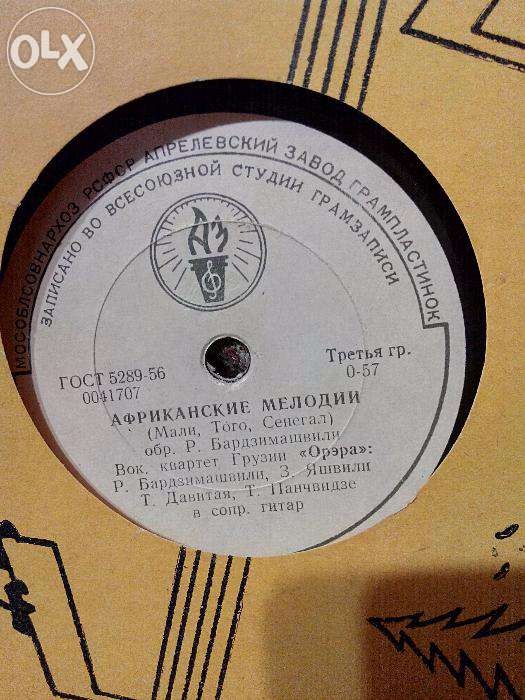 OLX
МОСОБЛСОВНАРХОЗ РСФСР АПРЕЛЕВСКИЙ ЗАВОД ГРАМПЛАСТИНОК
ЗАПИСАНО ВО ВСЕСОЮЗНОЙ СТУДИИ ГРАМЗАПИСИ
АЗ
ГОСТ 5289-56
0041707
Третья гр.
0-57
АФРИКАНСКИЕ МЕЛОДИИ
(Мали, Того, Сенегал)
обр. Р. Бардзимашвили
Вок. квартет Грузии «Орэра»:
Р. Бардзимашвили, З. Яшвили
Т. Давитая, Т. Панчвидзе
в сопр. гитар